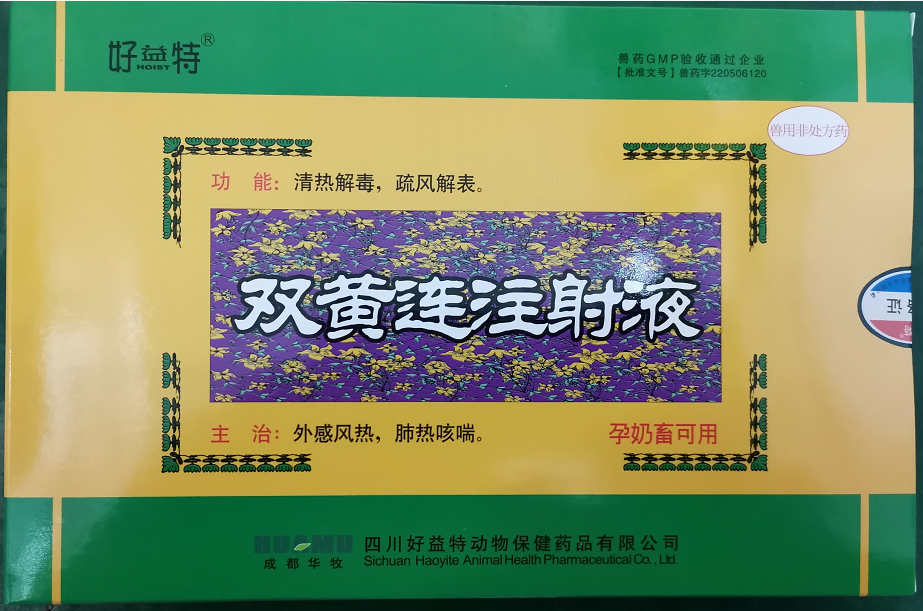 好益特®
HOIST
兽药GMP验收通过企业
【批准文号】兽药字220506120
兽用非处方药
功 能：清热解毒，疏风解表。
双黄连注射液
主 治：外感风热，肺热咳喘。
孕奶畜可用
HUAMU
成都华牧
四川好益特动物保健药品有限公司
Sichuan Haoyite Animal Health Pharmaceutical Co., Ltd.